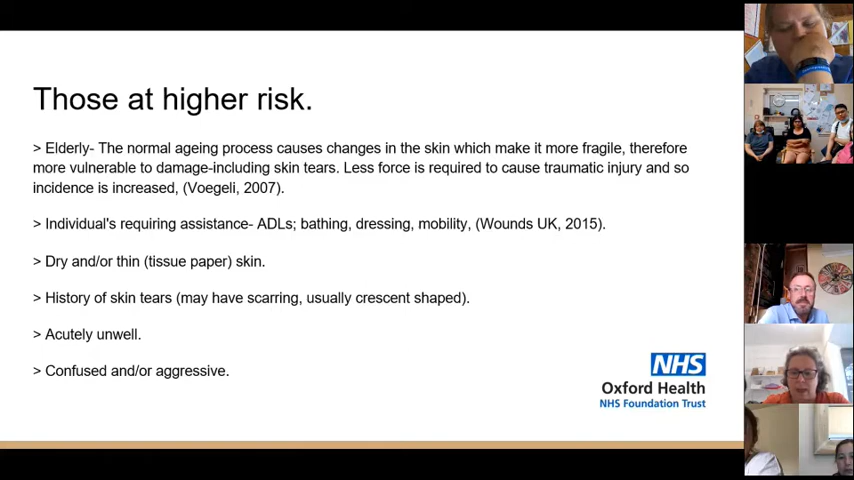 Those at higher risk.
> Elderly- The normal ageing process causes changes in the skin which make it more fragile, therefore
more vulnerable to damage-including skin tears. Less force is required to cause traumatic injury and so
incidence is increased, (Voegeli, 2007).
> Individual's requiring assistance- ADLs; bathing, dressing, mobility, (Wounds UK, 2015).
> Dry and/or thin (tissue paper) skin.
> History of skin tears (may have scarring, usually crescent shaped).
> Acutely unwell.
> Confused and/or aggressive.
NHS
Oxford Health
NHS Foundation Trust